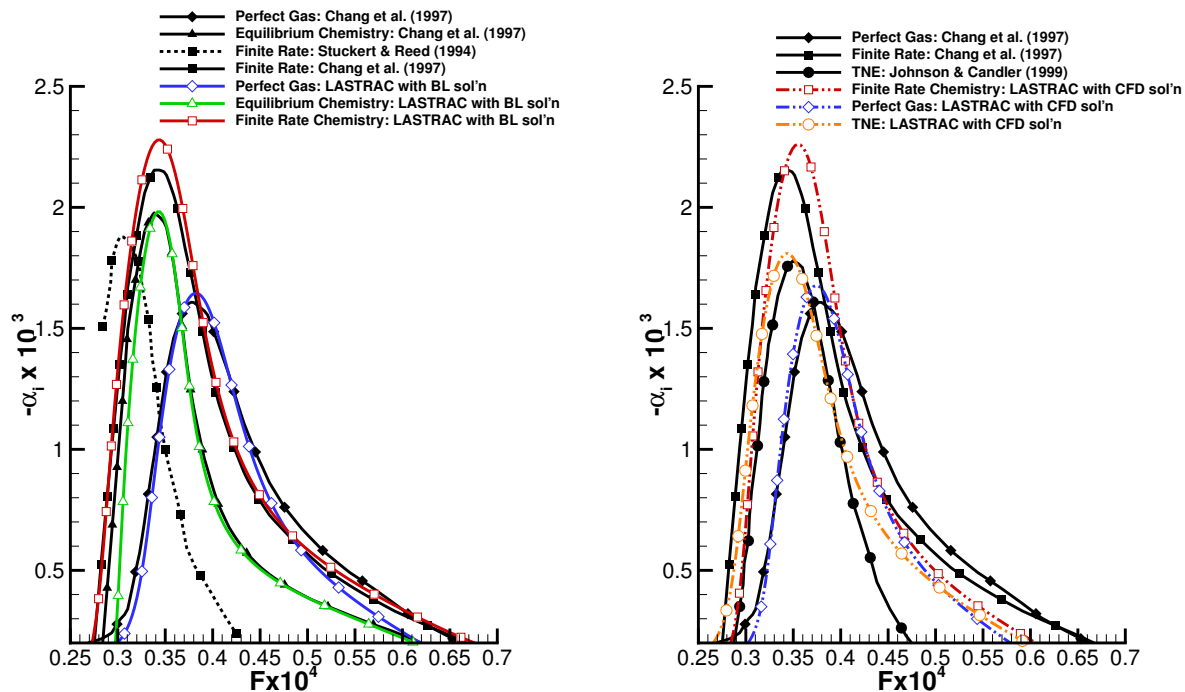 Perfect Gas: Chang et al. (1997)
Equilibrium Chemistry: Chang et al. (1997)
Finite Rate: Stuckert & Reed (1994)
Finite Rate: Chang et al. (1997)
Perfect Gas: LASTRAC with BL sol'n
Equilibrium Chemistry: LASTRAC with BL sol'n
Finite Rate Chemistry: LASTRAC with BL sol'n
2.5
2
1.5
1
0.5
-αᵢ x 10³
0.25 0.3 0.35 0.4 0.45 0.5 0.55 0.6 0.65 0.7
Fx10⁴
Perfect Gas: Chang et al. (1997)
Finite Rate: Chang et al. (1997)
TNE: Johnson & Candler (1999)
Finite Rate Chemistry: LASTRAC with CFD sol'n
Perfect Gas: LASTRAC with CFD sol'n
TNE: LASTRAC with CFD sol'n
2.5
2
1.5
1
0.5
-αᵢ x 10³
0.25 0.3 0.35 0.4 0.45 0.5 0.55 0.6 0.65 0.7
Fx10⁴